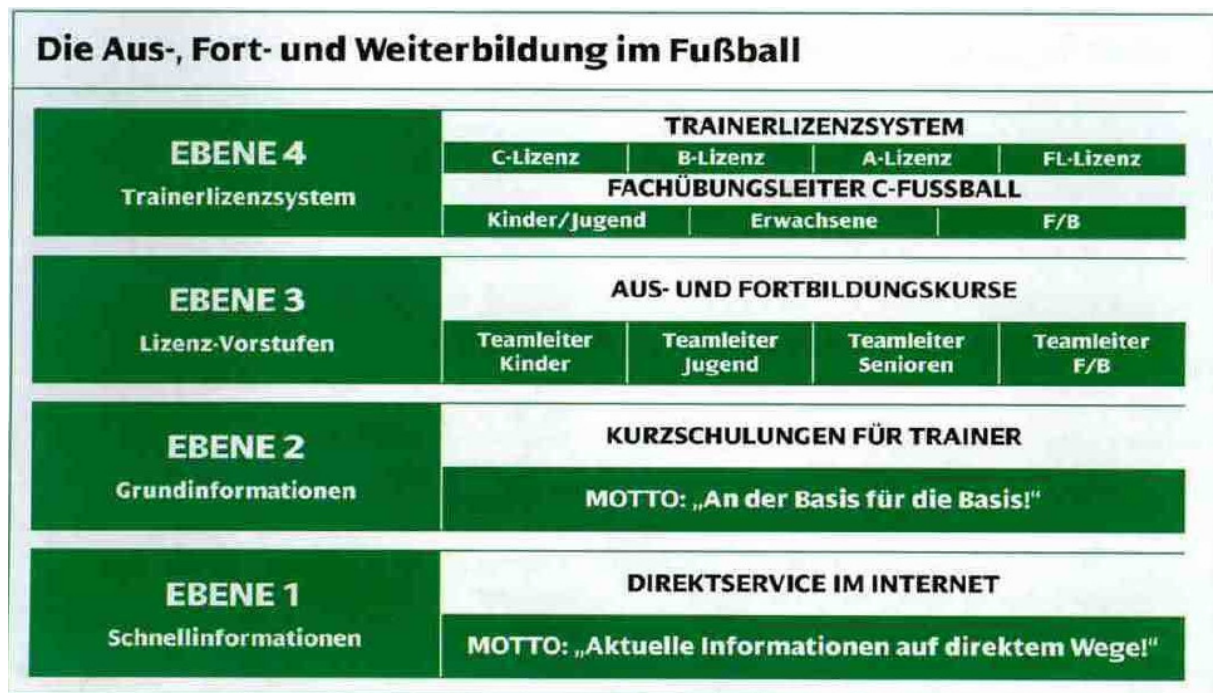 Die Aus-, Fort- und Weiterbildung im Fußball
EBENE 4
Trainerlizenzsystem
TRAINERLIZENZSYSTEM
C-Lizenz B-Lizenz A-Lizenz FL-Lizenz
FACHÜBUNGSLEITER C-FUSSBALL
Kinder/Jugend Erwachsene F/B
EBENE 3
Lizenz-Vorstufen
AUS- UND FORTBILDUNGSKURSE
Teamleiter Teamleiter Teamleiter Teamleiter
Kinder Jugend Senioren F/B
EBENE 2
Grundinformationen
KURZSCHULUNGEN FÜR TRAINER
MOTTO: „An der Basis für die Basis!“
EBENE 1
Schnellinformationen
DIREKTSERVICE IM INTERNET
MOTTO: „Aktuelle Informationen auf direktem Wege!“